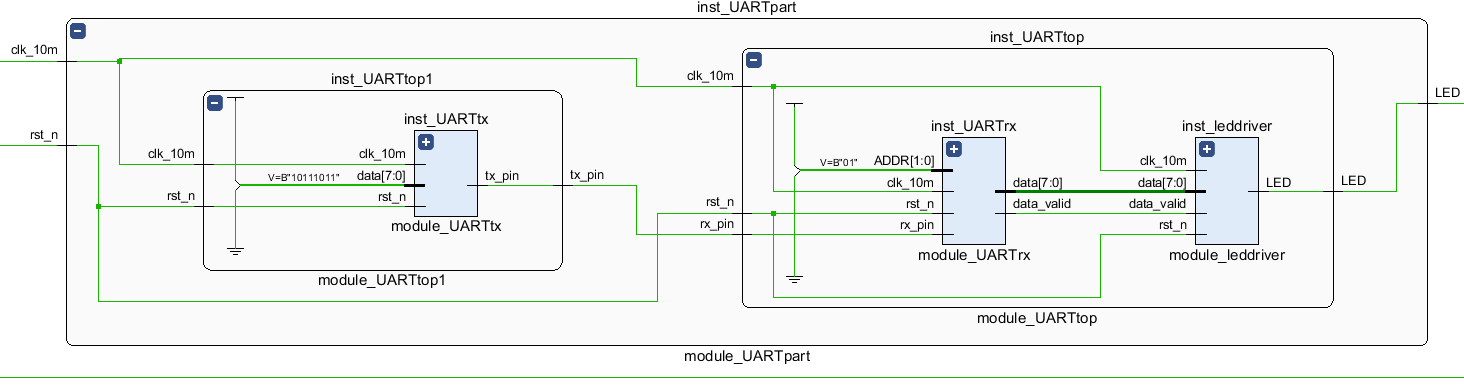 inst_UARTpart
clk_10m
rst_n
inst_UARTtop1
clk_10m
rst_n
inst_UARTtx
clk_10m
V=B"10111011"
data[7:0]
rst_n
tx_pin
module_UARTtx
tx_pin
module_UARTtop1
inst_UARTtop
clk_10m
rst_n
rx_pin
inst_UARTrx
V=B"01"
ADDR[1:0]
clk_10m
rst_n
rx_pin
data[7:0]
data_valid
module_UARTrx
inst_leddriver
clk_10m
data[7:0]
data_valid
rst_n
LED
module_leddriver
LED
module_UARTtop
LED
module_UARTpart